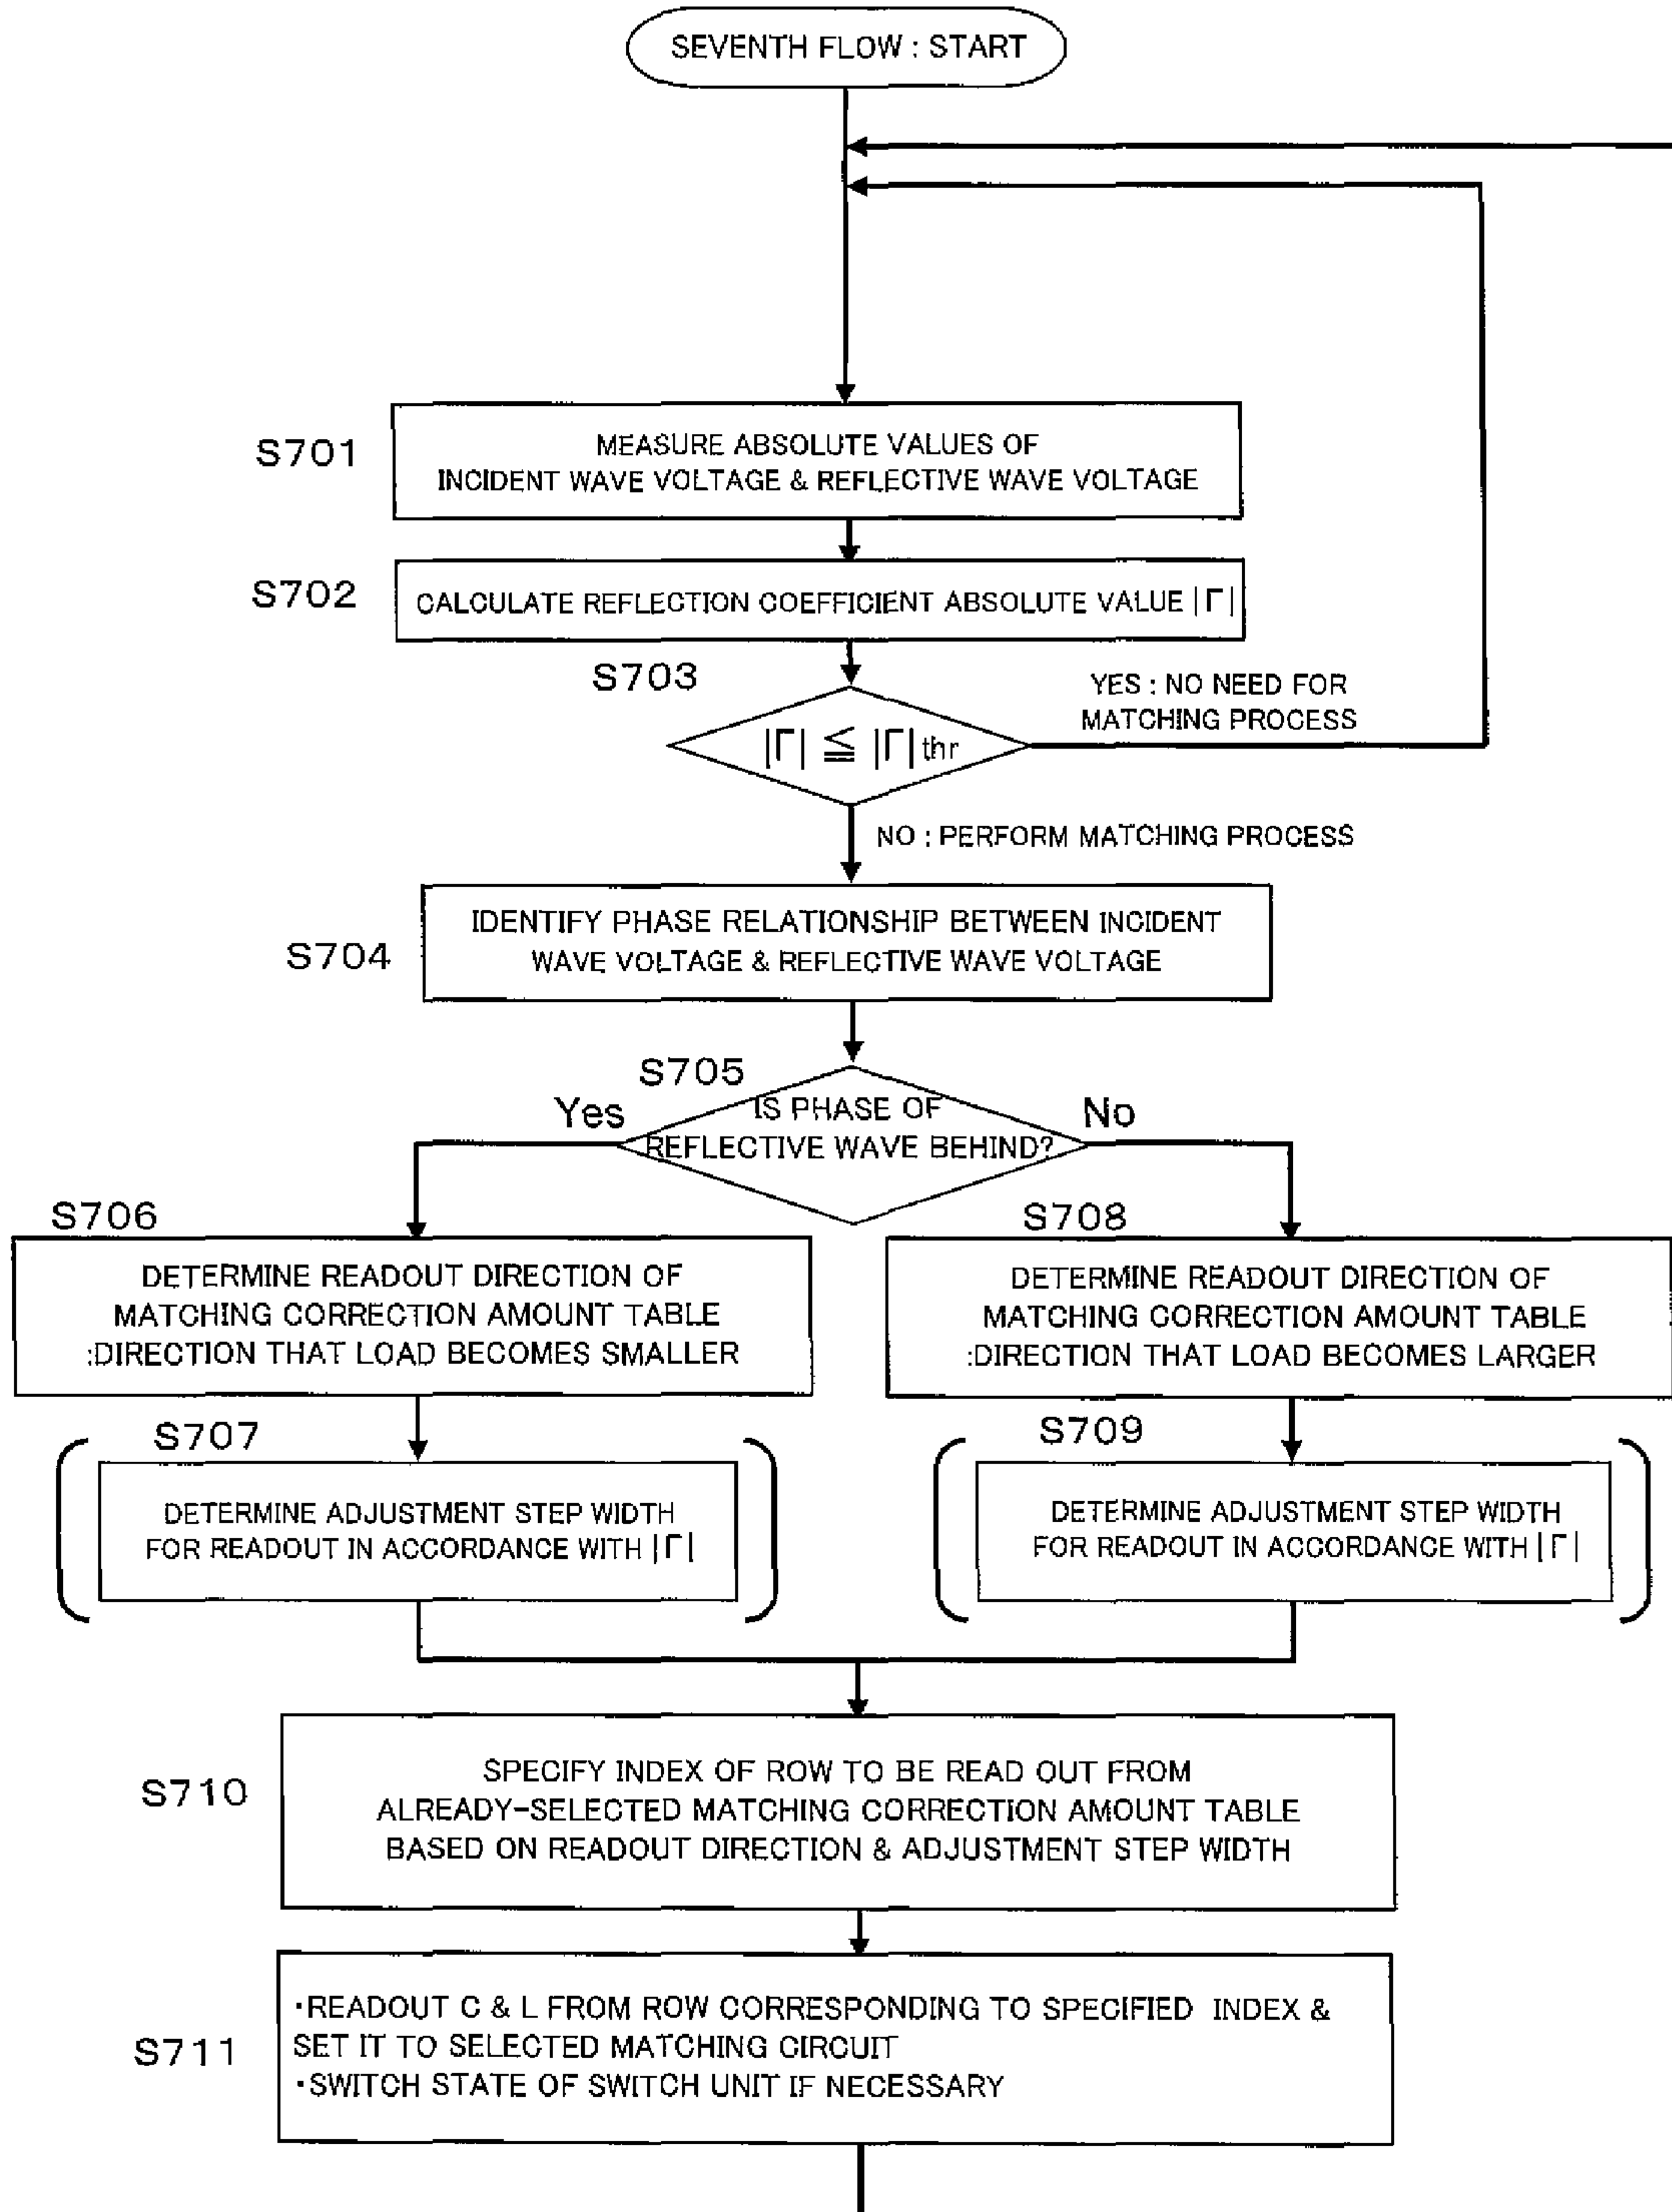 SEVENTH FLOW : START
S701
MEASURE ABSOLUTE VALUES OF
INCIDENT WAVE VOLTAGE & REFLECTIVE WAVE VOLTAGE
S702
CALCULATE REFLECTION COEFFICIENT ABSOLUTE VALUE |Γ|
S703
|Γ| ≦ |Γ| thr
YES : NO NEED FOR
MATCHING PROCESS
NO : PERFORM MATCHING PROCESS
S704
IDENTIFY PHASE RELATIONSHIP BETWEEN INCIDENT
WAVE VOLTAGE & REFLECTIVE WAVE VOLTAGE
S705
Yes
IS PHASE OF
REFLECTIVE WAVE BEHIND?
No
S706
DETERMINE READOUT DIRECTION OF
MATCHING CORRECTION AMOUNT TABLE
:DIRECTION THAT LOAD BECOMES SMALLER
S708
DETERMINE READOUT DIRECTION OF
MATCHING CORRECTION AMOUNT TABLE
:DIRECTION THAT LOAD BECOMES LARGER
S707
DETERMINE ADJUSTMENT STEP WIDTH
FOR READOUT IN ACCORDANCE WITH |Γ|
S709
DETERMINE ADJUSTMENT STEP WIDTH
FOR READOUT IN ACCORDANCE WITH |Γ|
S710
SPECIFY INDEX OF ROW TO BE READ OUT FROM
ALREADY-SELECTED MATCHING CORRECTION AMOUNT TABLE
BASED ON READOUT DIRECTION & ADJUSTMENT STEP WIDTH
S711
・READOUT C & L FROM ROW CORRESPONDING TO SPECIFIED INDEX &
SET IT TO SELECTED MATCHING CIRCUIT
・SWITCH STATE OF SWITCH UNIT IF NECESSARY